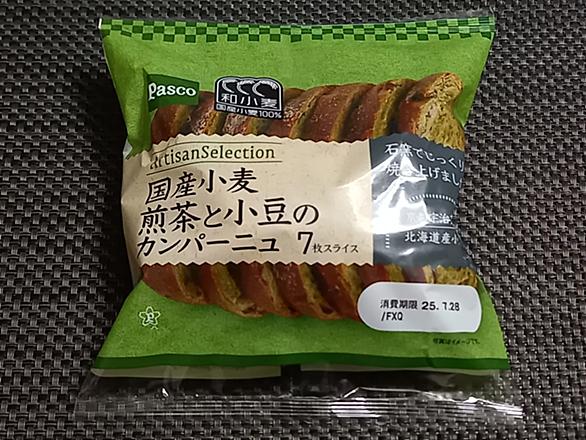 Pasco
和小麦
国産小麦100%
ArtisanSelection
国産小麦
煎茶と小豆の
カンパーニュ 7枚スライス
石窯でじっくり
焼き上げまし
北海道産小
消費期限 25. 7.28
/FXQ